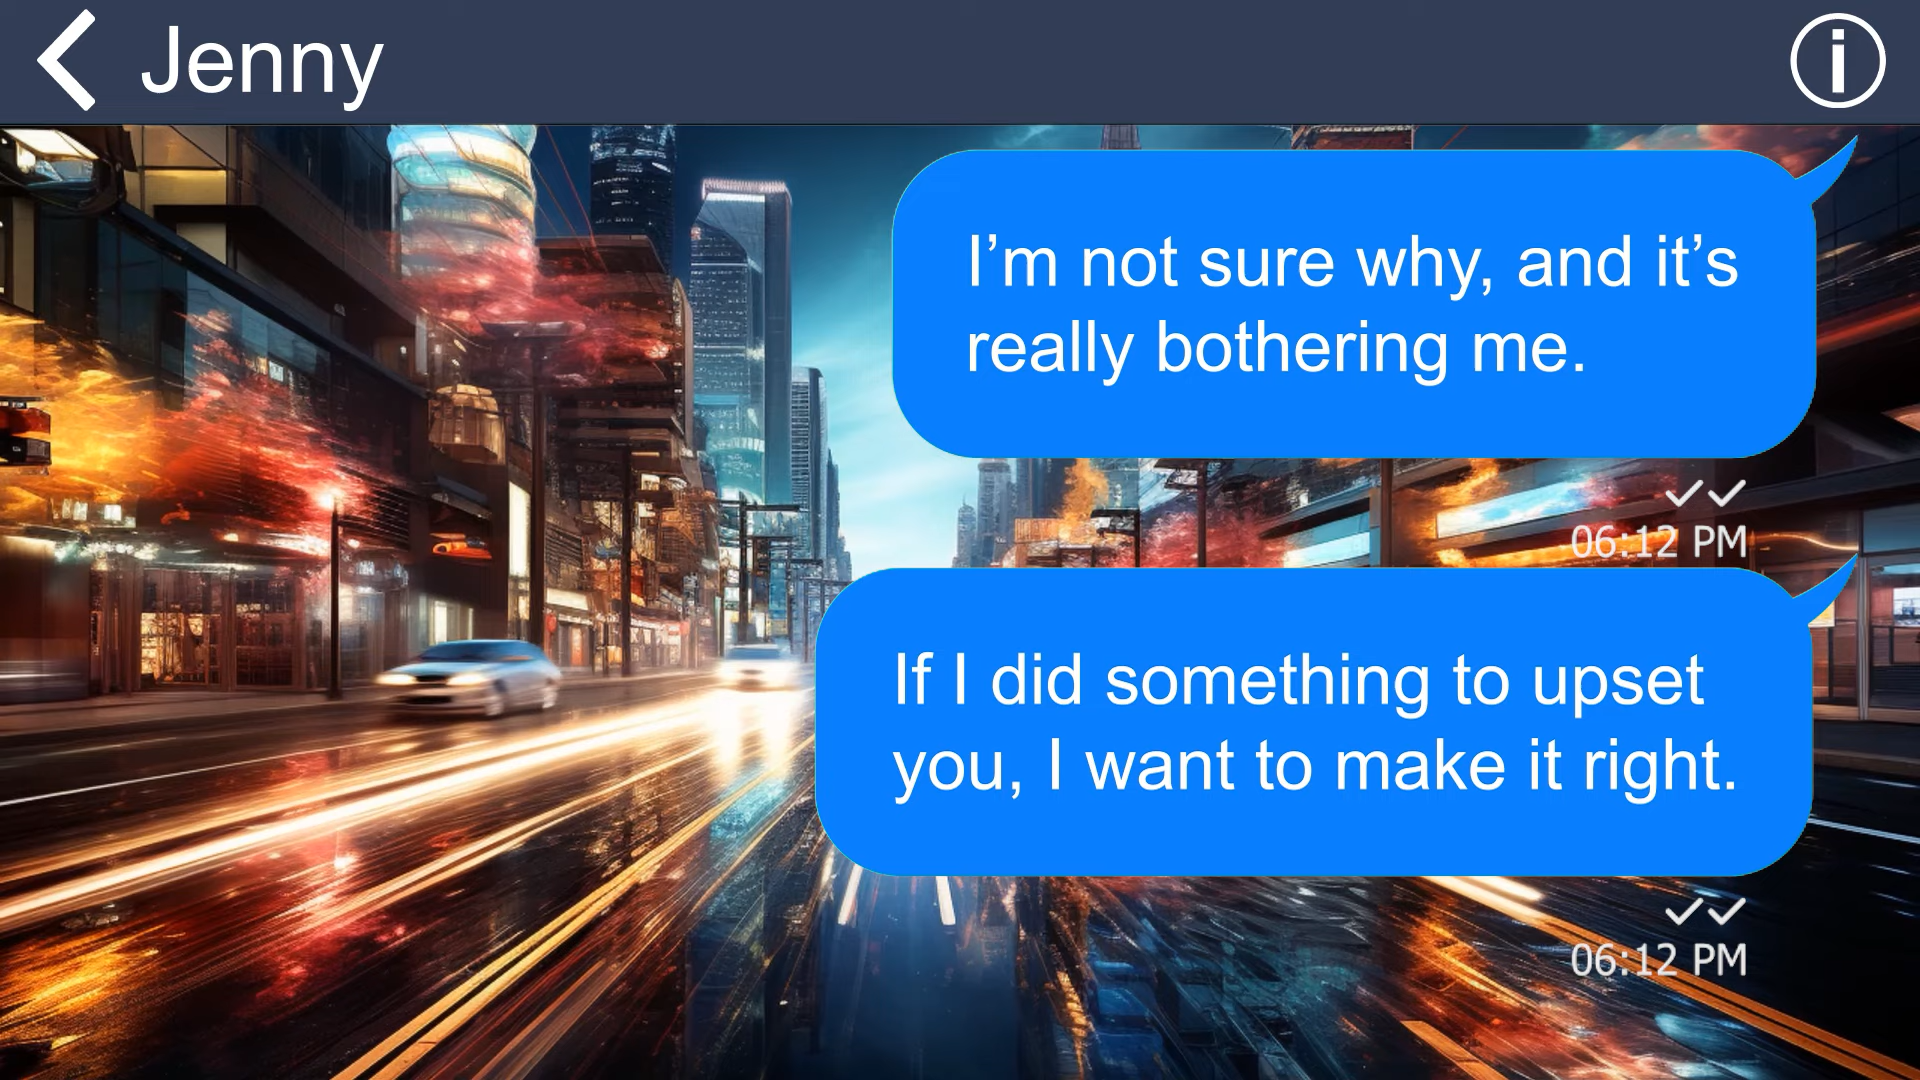 Jenny
I’m not sure why, and it’s
really bothering me.
06:12 PM
If I did something to upset
you, I want to make it right.
06:12 PM